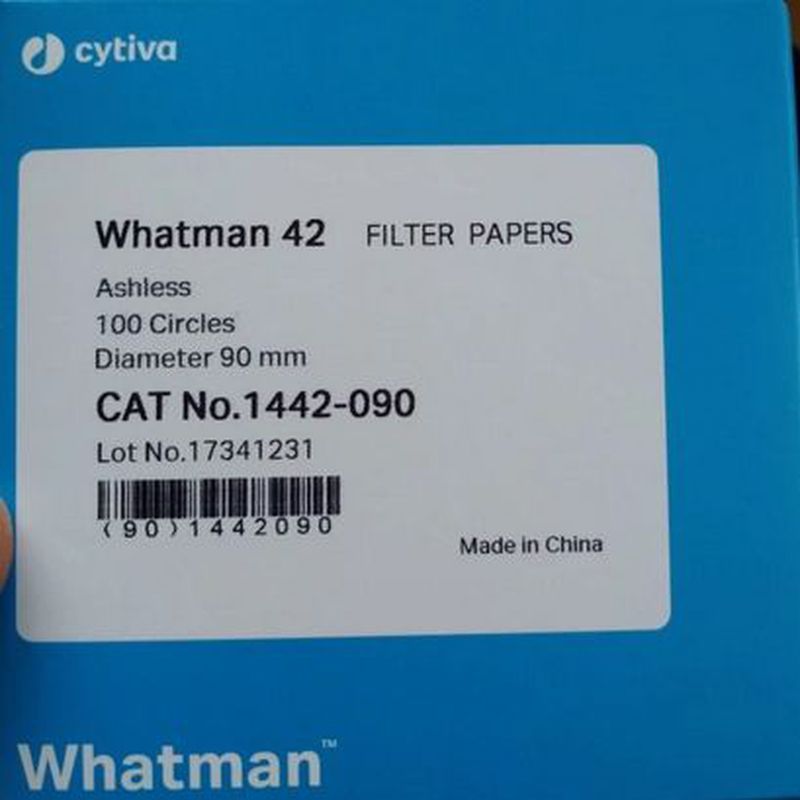 cytiva
Whatman 42 FILTER PAPERS
Ashless
100 Circles
Diameter 90 mm
CAT No.1442-090
Lot No.17341231
(90)1442090
Made in China
Whatman™